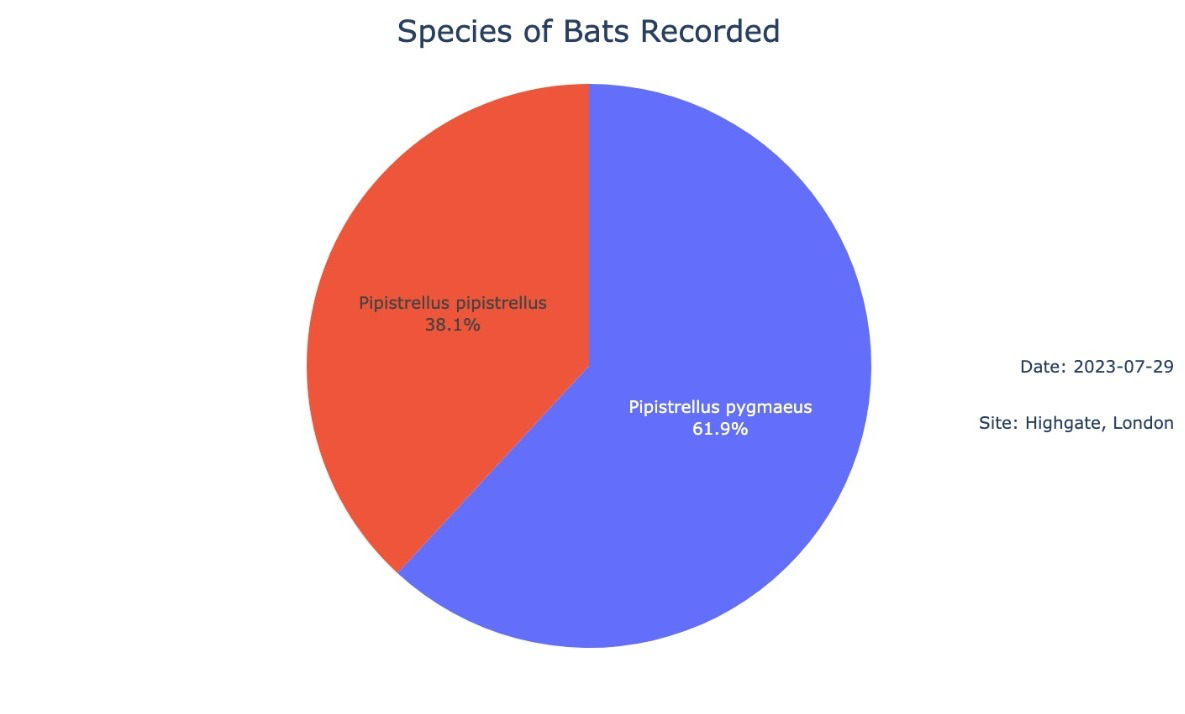 Species of Bats Recorded
Pipistrellus pipistrellus
38.1%
Pipistrellus pygmaeus
61.9%
Date: 2023-07-29
Site: Highgate, London